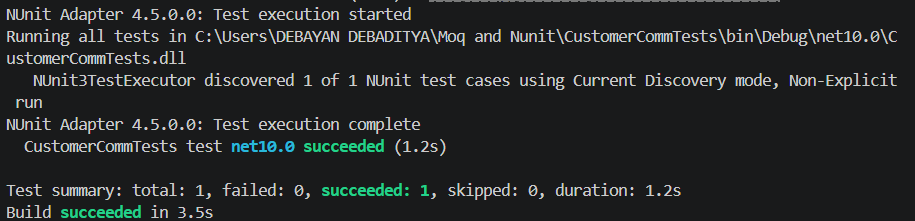 NUnit Adapter 4.5.0.0: Test execution started
Running all tests in C:\Users\DEBAYAN DEBADITYA\Moq and Nunit\CustomerCommTests\bin\Debug\net10.0\C
ustomerCommTests.dll
   NUnit3TestExecutor discovered 1 of 1 NUnit test cases using Current Discovery mode, Non-Explicit
 run
NUnit Adapter 4.5.0.0: Test execution complete
  CustomerCommTests test net10.0 succeeded (1.2s)

Test summary: total: 1, failed: 0, succeeded: 1, skipped: 0, duration: 1.2s
Build succeeded in 3.5s